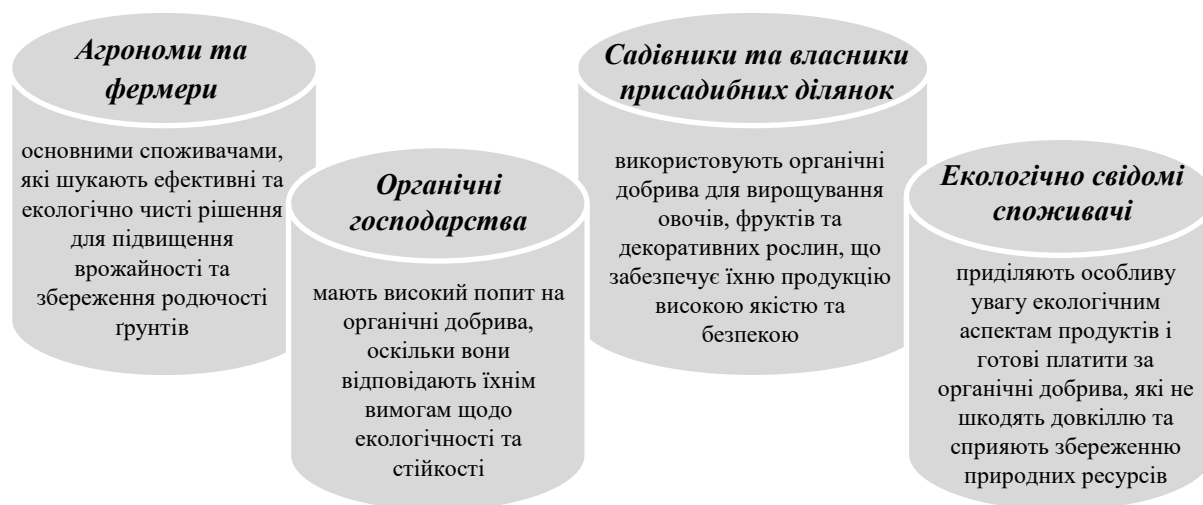 Агрономи та
фермери
основними споживачами,
які шукають ефективні та
екологічно чисті рішення
для підвищення
врожайності та
збереження родючості
ґрунтів
Органічні
господарства
мають високий попит на
органічні добрива,
оскільки вони
відповідають їхнім
вимогам щодо
екологічності та
стійкості
Садівники та власники
присадибних ділянок
використовують органічні
добрива для вирощування
овочів, фруктів та
декоративних рослин, що
забезпечує їхню продукцію
високою якістю та
безпекою
Екологічно свідомі
споживачі
приділяють особливу
увагу екологічним
аспектам продуктів і
готові платити за
органічні добрива, які не
шкодять довкіллю та
сприяють збереженню
природних ресурсів